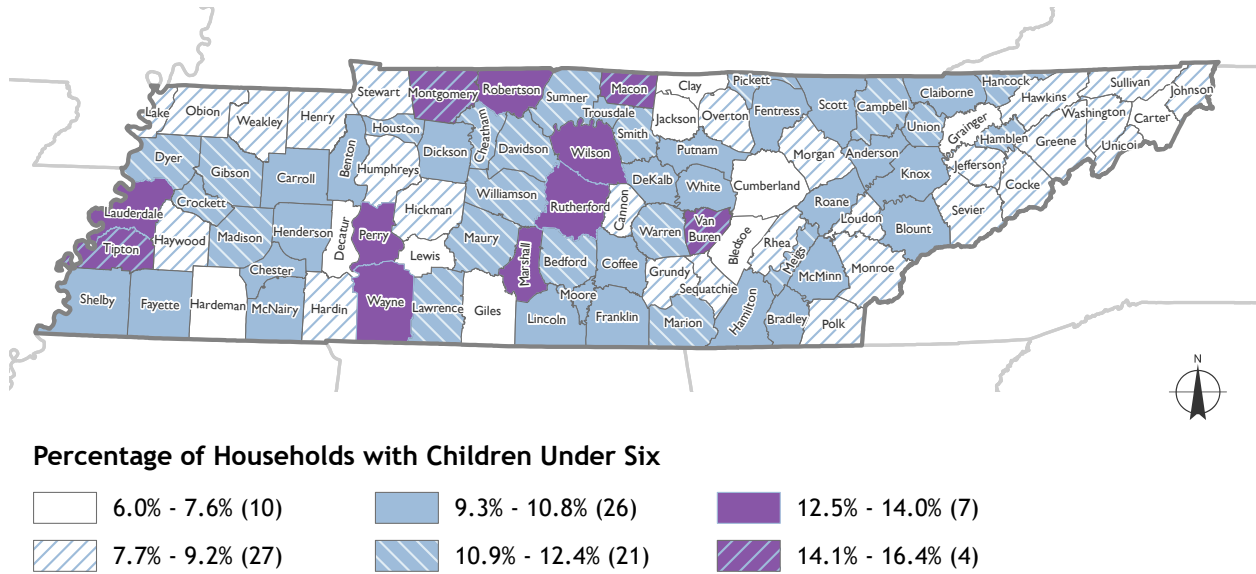 Lake
Obion
Weakley
Henry
Stewart
Montgomery
Robertson
Sumner
Macon
Trousdale
Clay
Jackson
Pickett
Overton
Fentress
Scott
Campbell
Claiborne
Hancock
Hawkins
Sullivan
Johnson
Washington
Carter
Unicoi
Greene
Grainger
Hamblen
Union
Dyer
Gibson
Carroll
Benton
Houston
Humphreys
Dickson
Cheatham
Davidson
Wilson
Smith
Putnam
DeKalb
White
Cumberland
Morgan
Anderson
Knox
Jefferson
Cocke
Sevier
Lauderdale
Crockett
Haywood
Madison
Henderson
Decatur
Perry
Hickman
Williamson
Rutherford
Cannon
Warren
Van
Buren
Bledsoe
Rhea
Roane
Loudon
Blount
Tipton
Chester
Lewis
Maury
Marshall
Bedford
Coffee
Grundy
Sequatchie
Meigs
McMinn
Monroe
Shelby
Fayette
Hardeman
McNairy
Hardin
Wayne
Lawrence
Giles
Moore
Lincoln
Franklin
Marion
Hamilton
Bradley
Polk
N
Percentage of Households with Children Under Six
6.0% - 7.6% (10)
9.3% - 10.8% (26)
12.5% - 14.0% (7)
7.7% - 9.2% (27)
10.9% - 12.4% (21)
14.1% - 16.4% (4)